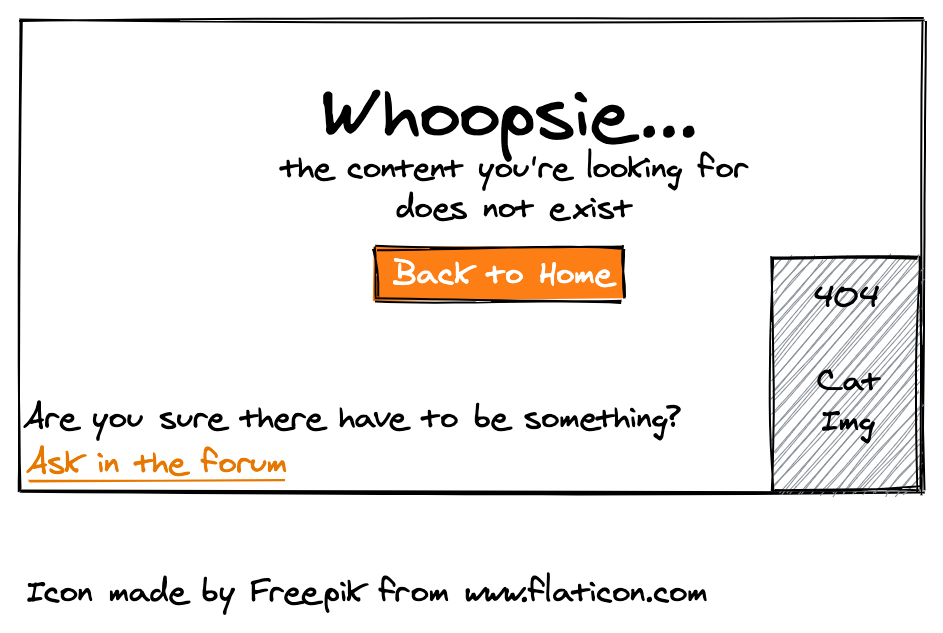 Whoopsie...
the content you're looking for
does not exist
Back to Home
404
Cat
Img
Are you sure there have to be something?
Ask in the forum
Icon made by Freepik from www.flaticon.com